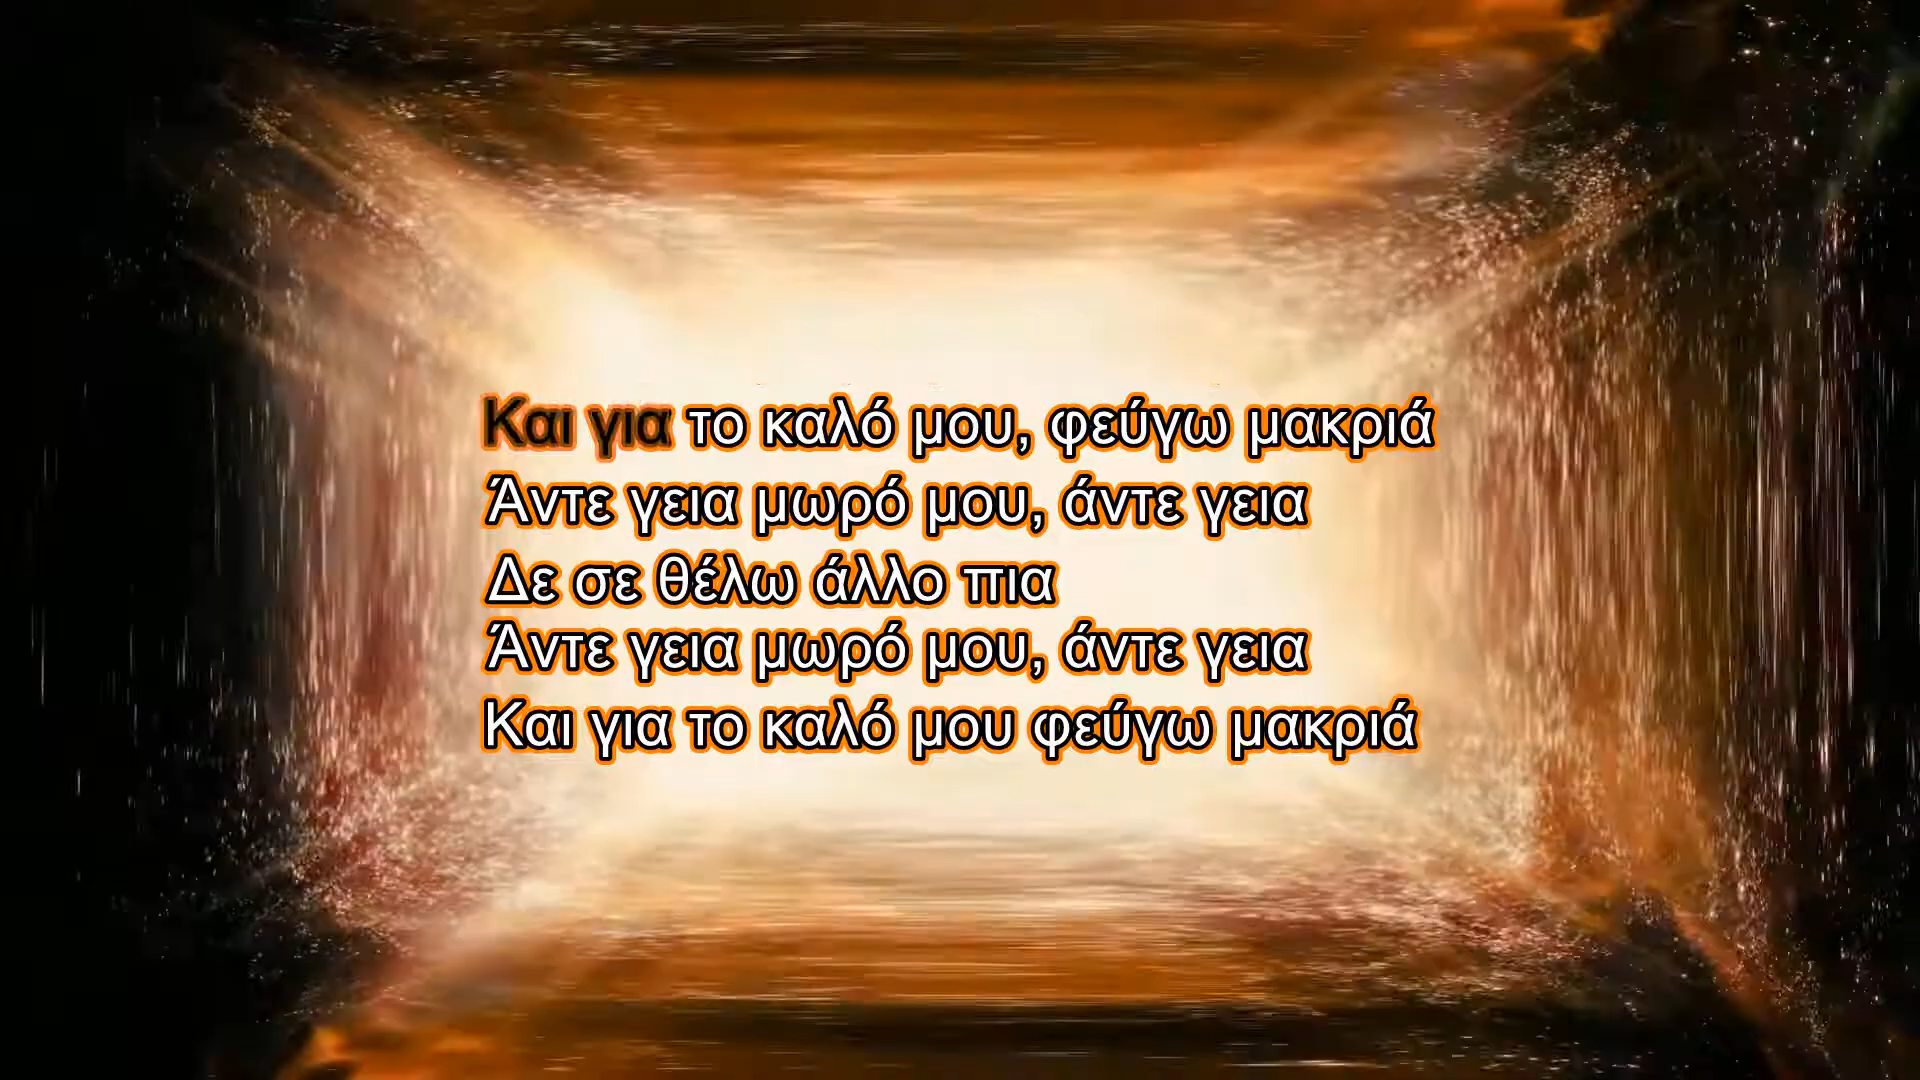 Και για το καλό μου, φεύγω μακριά
Άντε γεια μωρό μου, άντε γεια
Δε σε θέλω άλλο πια
Άντε γεια μωρό μου, άντε γεια
Και για το καλό μου φεύγω μακριά